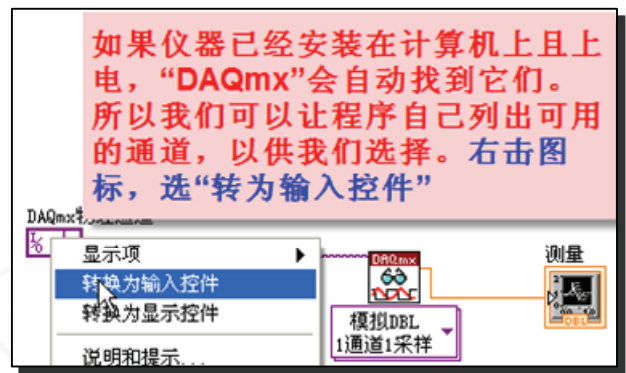 如果仪器已经安装在计算机上且上
电，“DAQmx”会自动找到它们。
所以我们可以让程序自己列出可用
的通道，以供我们选择。右击图
标，选“转为输入控件”
DAQmx
I/O
显示项
转换为输入控件
转换为显示控件
说明和提示...
DAQmx
模拟DBL
1通道1采样
测量
DBL